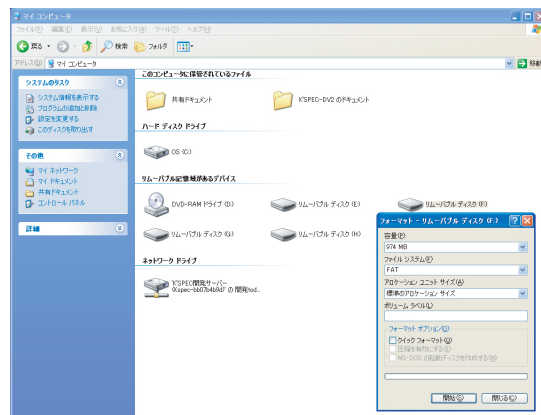 マイ コンピュータ
ファイル(F) 編集(E) 表示(V) お気に入り(A) ツール(T) ヘルプ(H)
戻る 検索 フォルダ
アドレス(D) マイ コンピュータ 移動
システムのタスク
システム情報を表示する
プログラムの追加と削除
設定を変更する
このディスクを取り出す
その他
マイ ネットワーク
マイ ドキュメント
共有ドキュメント
コントロール パネル
詳細
このコンピュータに保管されているファイル
共有ドキュメント K'SPEC-DV2 のドキュメント
ハード ディスク ドライブ
OS (C:)
リムーバブル記憶域があるデバイス
DVD-RAM ドライブ (D:) リムーバブル ディスク (E:) リムーバブル ディスク (F:)
リムーバブル ディスク (G:) リムーバブル ディスク (H:)
ネットワーク ドライブ
K'SPEC開発サーバー
フォーマット - リムーバブル ディスク (F:)
容量(P):
974 MB
ファイル システム(F)
FAT
アロケーション ユニット サイズ(A)
標準のアロケーション サイズ
ボリューム ラベル(L)
フォーマット オプション(O)
クイック フォーマット(Q)
圧縮を有効にする(E)
MS-DOS の起動ディスクを作成する(M)
開始(S) 閉じる(C)